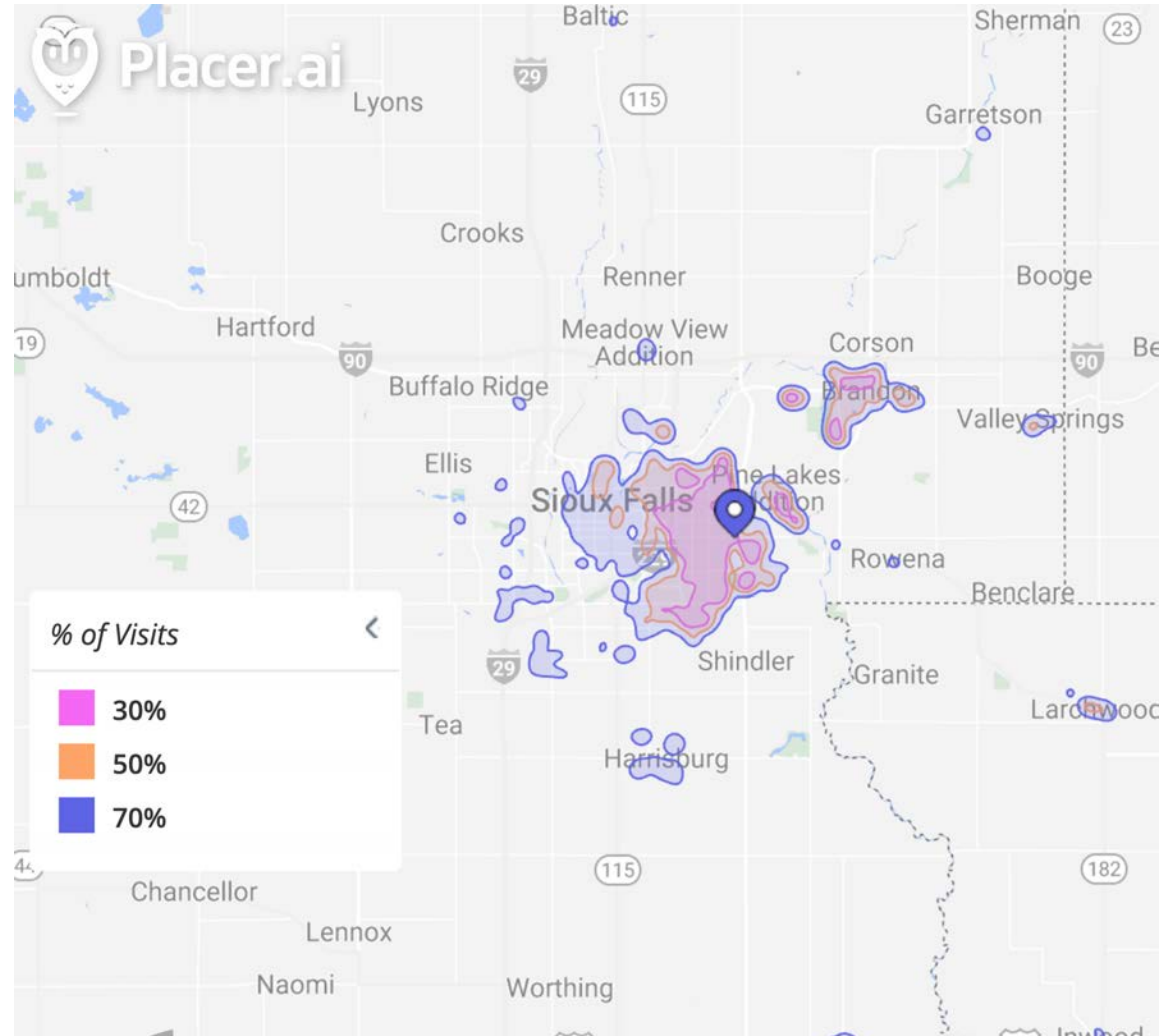 Baltic
Sherman
23
Placer.ai
29
Lyons
115
Garretson
Crooks
umboldt
Renner
Booge
Hartford
Meadow View
Addition
19
Corson
90
90
Be
Buffalo Ridge
Brandon
Valley Springs
Ellis
Pine Lakes
Addition
Sioux Falls
42
Rowena
Benclare
% of Visits
30%
50%
70%
Shindler
29
Granite
Tea
Larchwood
Harrisburg
44
115
182
Chancellor
Lennox
Naomi
Worthing
Inwood